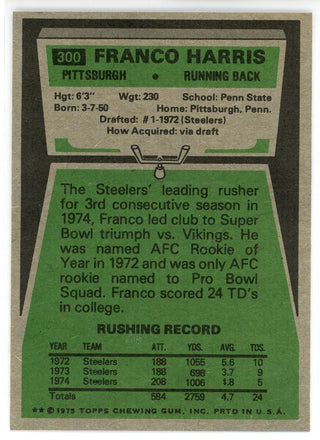 300 FRANCO HARRIS
PITTSBURGH • RUNNING BACK
Hgt: 6'3" Wgt: 230 School: Penn State
Born: 3-7-50 Home: Pittsburgh, Penn.
Drafted: #1-1972 (Steelers)
How Acquired: via draft
The Steelers' leading rusher
for 3rd consecutive season in
1974, Franco led club to Super
Bowl triumph vs. Vikings. He
was named AFC Rookie of
Year in 1972 and was only AFC
rookie named to Pro Bowl
Squad. Franco scored 24 TD's
in college.
RUSHING RECORD
YEAR TEAM ATT. YDS. AVG. TDS.
1972 Steelers 188 1055 5.6 10
1973 Steelers 188 698 3.7 9
1974 Steelers 208 1006 4.8 5
Totals 584 2759 4.7 24
** © 1975 TOPPS CHEWING GUM, INC. PRTD IN U.S.A.